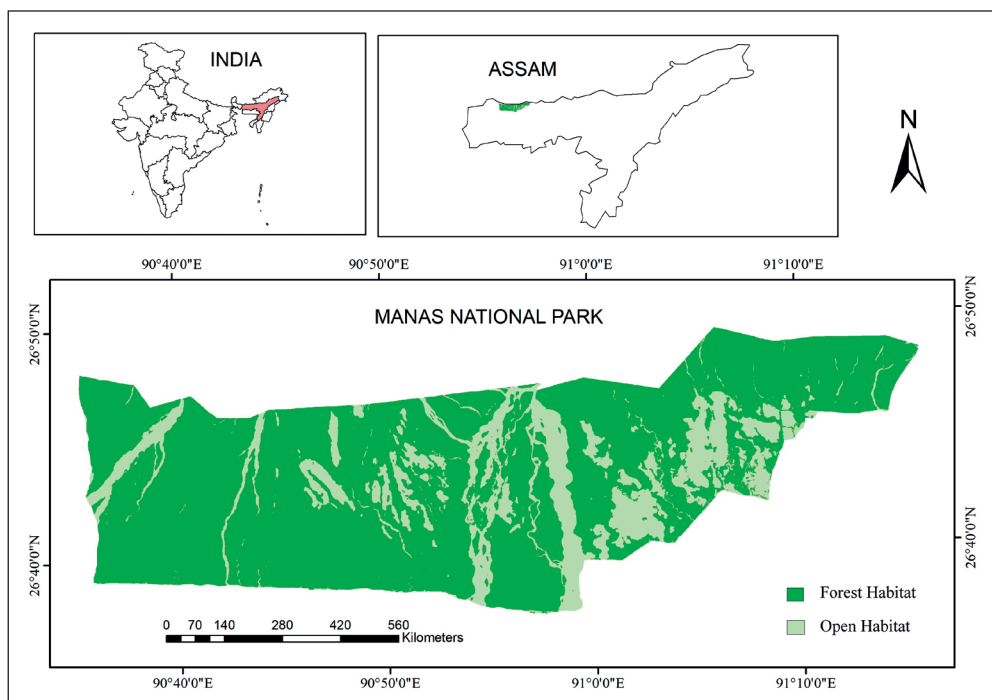 INDIA
ASSAM
N
90°40'0"E 90°50'0"E 91°0'0"E 91°10'0"E
MANAS NATIONAL PARK
26°50'0"N
26°50'0"N
26°40'0"N
26°40'0"N
Forest Habitat
Open Habitat
0 70 140 280 420 560
Kilometers
90°40'0"E 90°50'0"E 91°0'0"E 91°10'0"E